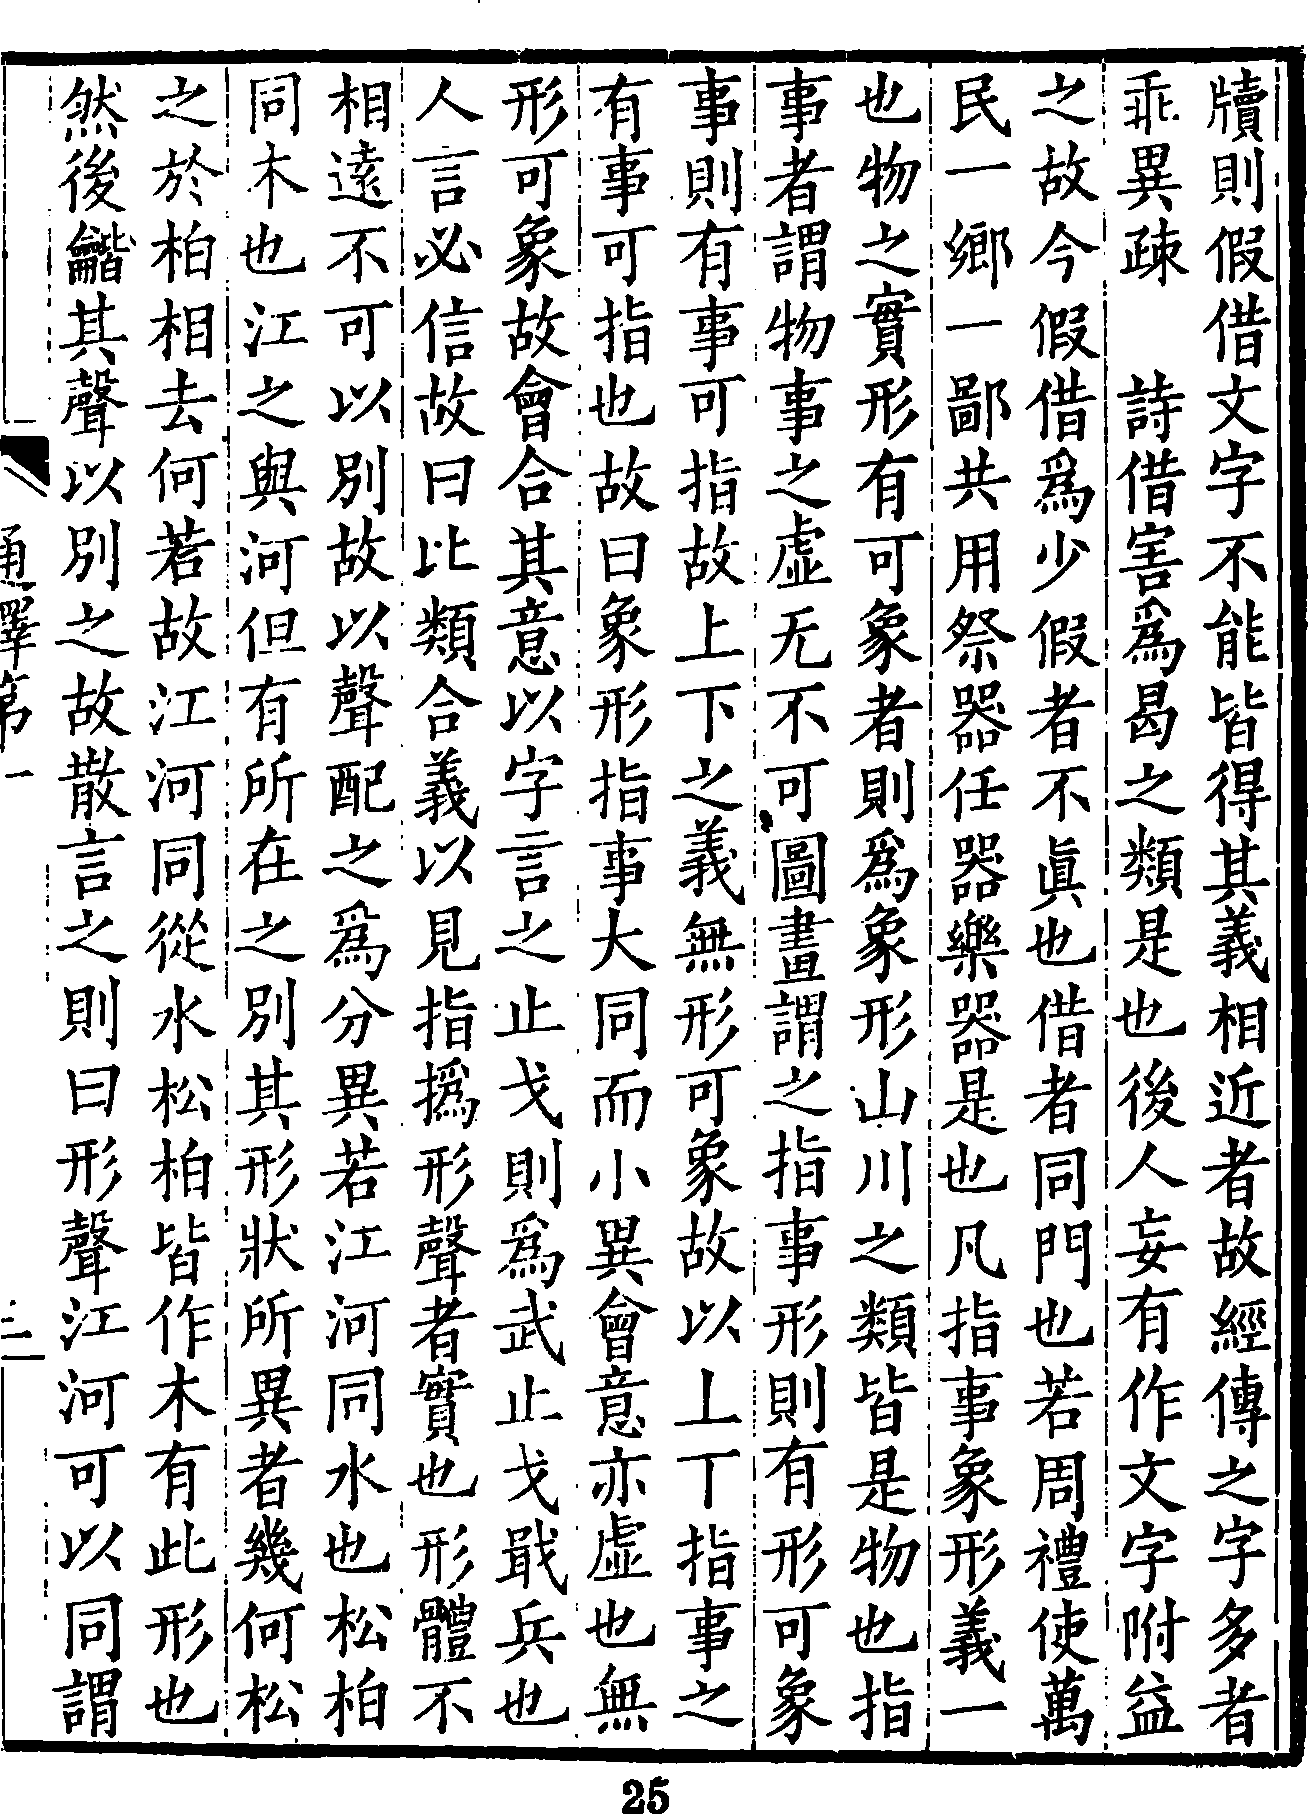 牘則假借文字不能皆得其義相近者故經傳之字多者
乖異疎　詩借害爲曷之類是也後人妄有作文字附益
之故今假借爲少假者不眞也借者同門也若周禮使萬
民一鄉一鄙共用祭器任器樂器是也凡指事象形義一
也物之實形有可象者則爲象形山川之類皆是物也指
事者謂物事之虛无不可圖畫謂之指事形則有形可象
事則有事可指故上下之義無形可象故以丄丅指事之
有事可指也故曰象形指事大同而小異會意亦虛也無
形可象故會合其意以字言之止戈則爲武止戈戢兵也
人言必信故曰比類合義以見指撝形聲者實也形體不
相遠不可以別故以聲配之爲分異若江河同水也松柏
同木也江之與河但有所在之別其形狀所異者幾何松
之於柏相去何若故江河同從水松柏皆作木有此形也
然後龤其聲以別之故散言之則曰形聲江河可以同謂
通釋第一
三
25